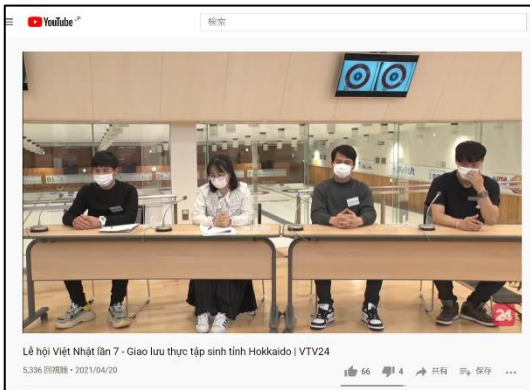 YouTube JP
検索
24
Lễ hội Việt Nhật lần 7 - Giao lưu thực tập sinh tỉnh Hokkaido | VTV24
5,336 回視聴 • 2021/04/20
66
4
共有
保存